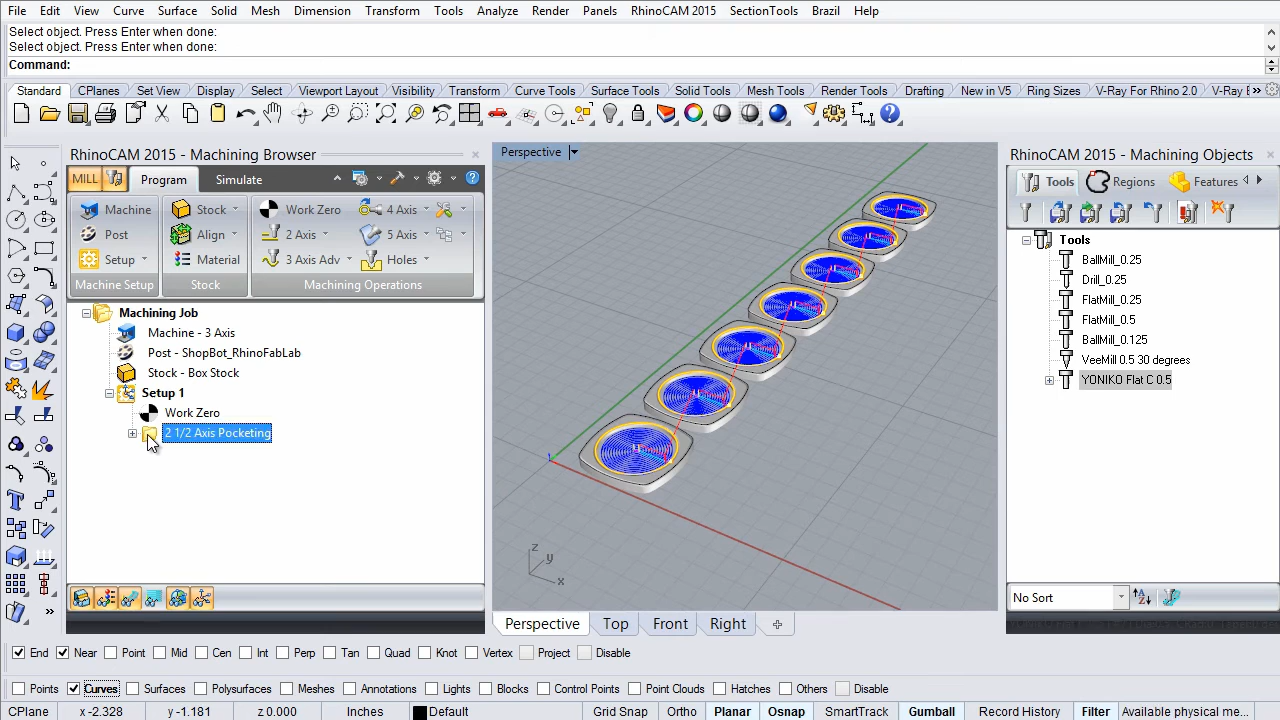 File Edit View Curve Surface Solid Mesh Dimension Transform Tools Analyze Render Panels RhinoCAM 2015 SectionTools Brazil Help
Select object. Press Enter when done:
Select object. Press Enter when done:
Command:
Standard CPlanes Set View Display Select Viewport Layout Visibility Transform Curve Tools Surface Tools Solid Tools Mesh Tools Render Tools Drafting New in V5 Ring Sizes V-Ray For Rhino 2.0 V-Ray
RhinoCAM 2015 - Machining Browser
MILL Program Simulate
Machine
Post
Setup
Machine Setup
Stock
Align
Material
Stock
Work Zero 4 Axis
2 Axis 5 Axis
3 Axis Adv Holes
Machining Operations
Machining Job
Machine - 3 Axis
Post - ShopBot_RhinoFabLab
Stock - Box Stock
Setup 1
Work Zero
2 1/2 Axis Pocketing
Perspective
z
y
x
Perspective Top Front Right
RhinoCAM 2015 - Machining Objects
Tools Regions Features
Tools
BallMill_0.25
Drill_0.25
FlatMill_0.25
FlatMill_0.5
BallMill_0.125
VeeMill 0.5 30 degrees
YONIKO Flat C 0.5
No Sort
End Near Point Mid Cen Int Perp Tan Quad Knot Vertex Project Disable
Points Curves Surfaces Polysurfaces Meshes Annotations Lights Blocks Control Points Point Clouds Hatches Others Disable
CPlane x -2.328 y -1.181 z 0.000 Inches Default Grid Snap Ortho Planar Osnap SmartTrack Gumball Record History Filter Available physical me...